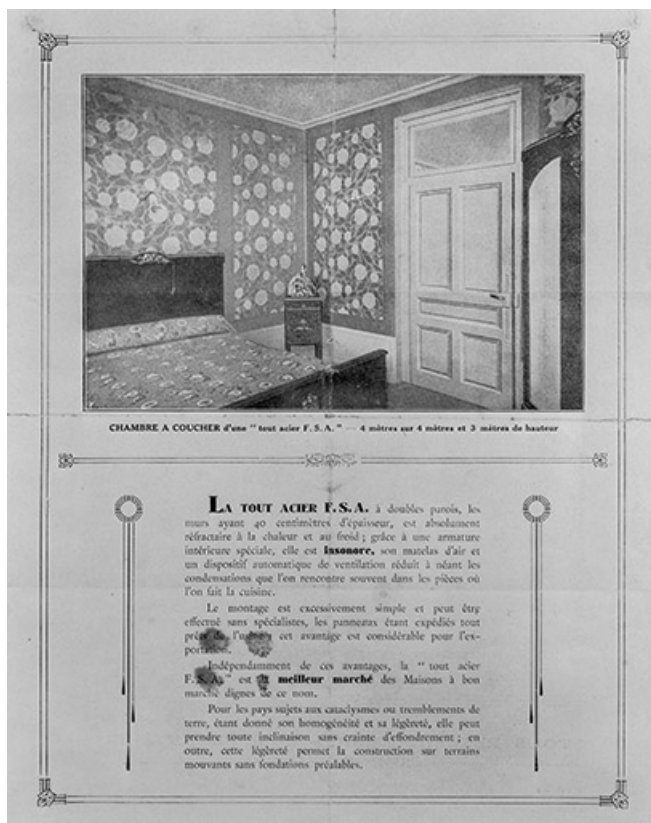 CHAMBRE A COUCHER d'une "tout acier F. S. A." — 4 mètres sur 4 mètres et 3 mètres de hauteur
LA TOUT ACIER F. S. A. à doubles parois, les
murs ayant 40 centimètres d'épaisseur, est absolument
réfractaire à la chaleur et au froid ; grâce à une armature
intérieure spéciale, elle est insonore, son matelas d'air et
un dispositif automatique de ventilation réduit à néant les
condensations que l'on rencontre souvent dans les pièces où
l'on fait la cuisine.
Le montage est excessivement simple et peut être
effectué sans spécialistes, les panneaux étant expédiés tout
prêts de l'usine ; cet avantage est considérable pour l'ex-
portation.
Indépendamment de ces avantages, la "tout acier
F. S. A." est la meilleur marché des Maisons à bon
marché dignes de ce nom.
Pour les pays sujets aux cataclysmes ou tremblements de
terre, étant donné son homogénéité et sa légèreté, elle peut
prendre toute inclinaison sans crainte d'effondrement ; en
outre, cette légèreté permet la construction sur terrains
mouvants sans fondations préalables.